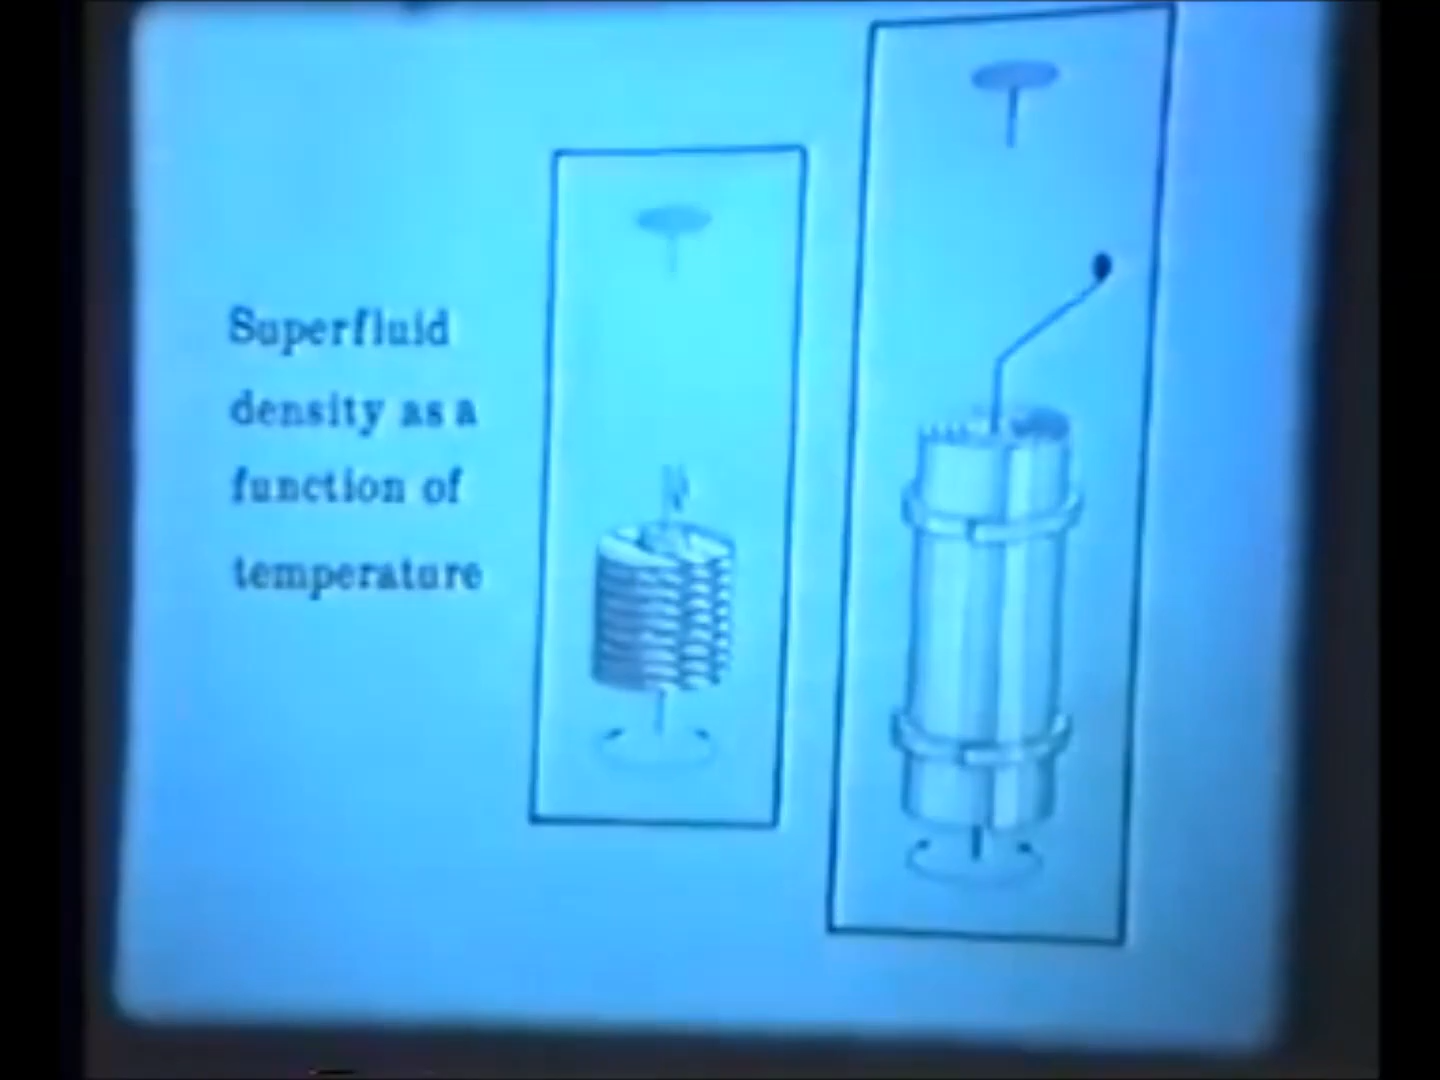 Superfluid
density as a
function of
temperature